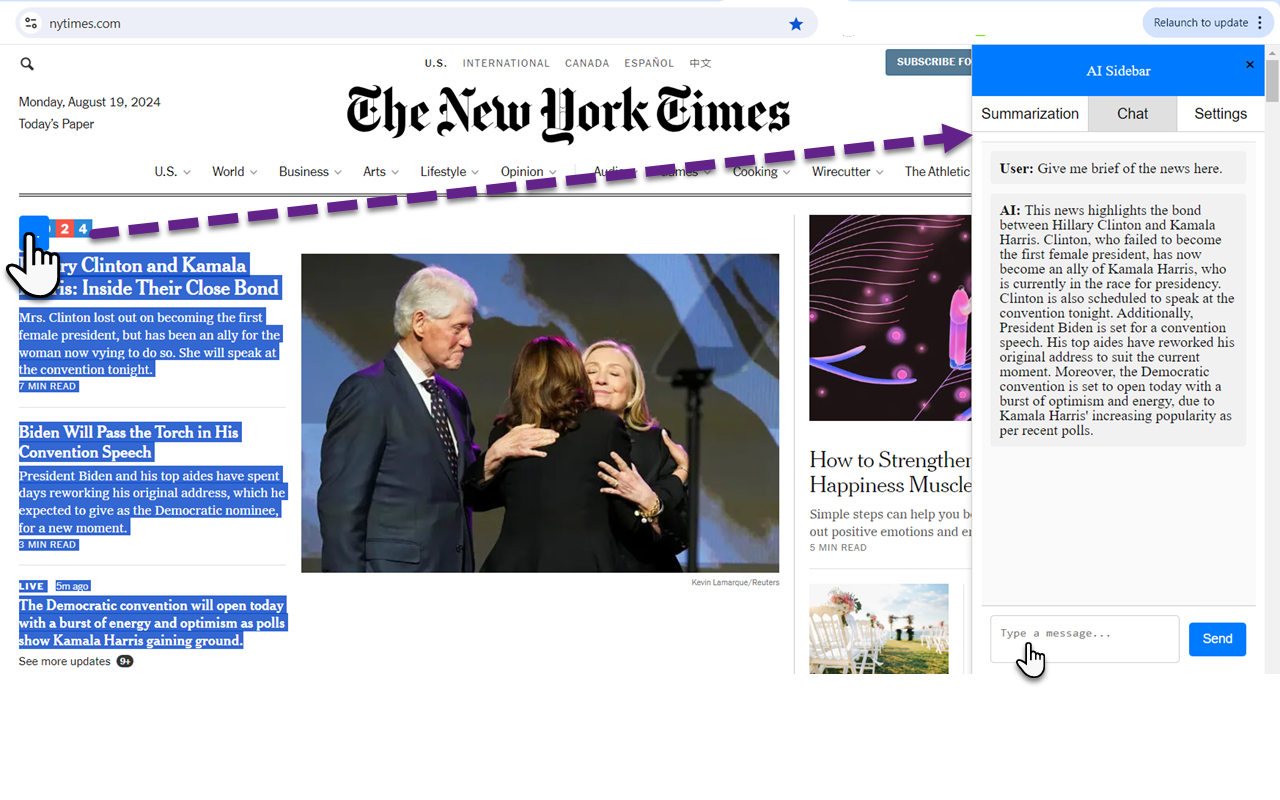 nytimes.com
Relaunch to update
U.S. INTERNATIONAL CANADA ESPAÑOL 中文
SUBSCRIBE FO
Monday, August 19, 2024
Today's Paper
The New York Times
U.S. World Business Arts Lifestyle Opinion Audio Games Cooking Wirecutter The Athletic
2 4
ry Clinton and Kamala
ris: Inside Their Close Bond
Mrs. Clinton lost out on becoming the first
female president, but has been an ally for the
woman now vying to do so. She will speak at
the convention tonight.
7 MIN READ
Biden Will Pass the Torch in His
Convention Speech
President Biden and his top aides have spent
days reworking his original address, which he
expected to give as the Democratic nominee,
for a new moment.
3 MIN READ
LIVE 5m ago
The Democratic convention will open today
with a burst of energy and optimism as polls
show Kamala Harris gaining ground.
See more updates 9+
Kevin Lamarque/Reuters
How to Strengthen
Happiness Muscle
Simple steps can help you be
out positive emotions and en
5 MIN READ
AI Sidebar
×
Summarization Chat Settings
User: Give me brief of the news here.
AI: This news highlights the bond
between Hillary Clinton and Kamala
Harris. Clinton, who failed to become
the first female president, has now
become an ally of Kamala Harris, who
is currently in the race for presidency.
Clinton is also scheduled to speak at the
convention tonight. Additionally,
President Biden is set for a convention
speech. His top aides have reworked his
original address to suit the current
moment. Moreover, the Democratic
convention is set to open today with a
burst of optimism and energy, due to
Kamala Harris' increasing popularity as
per recent polls.
Type a message...
Send